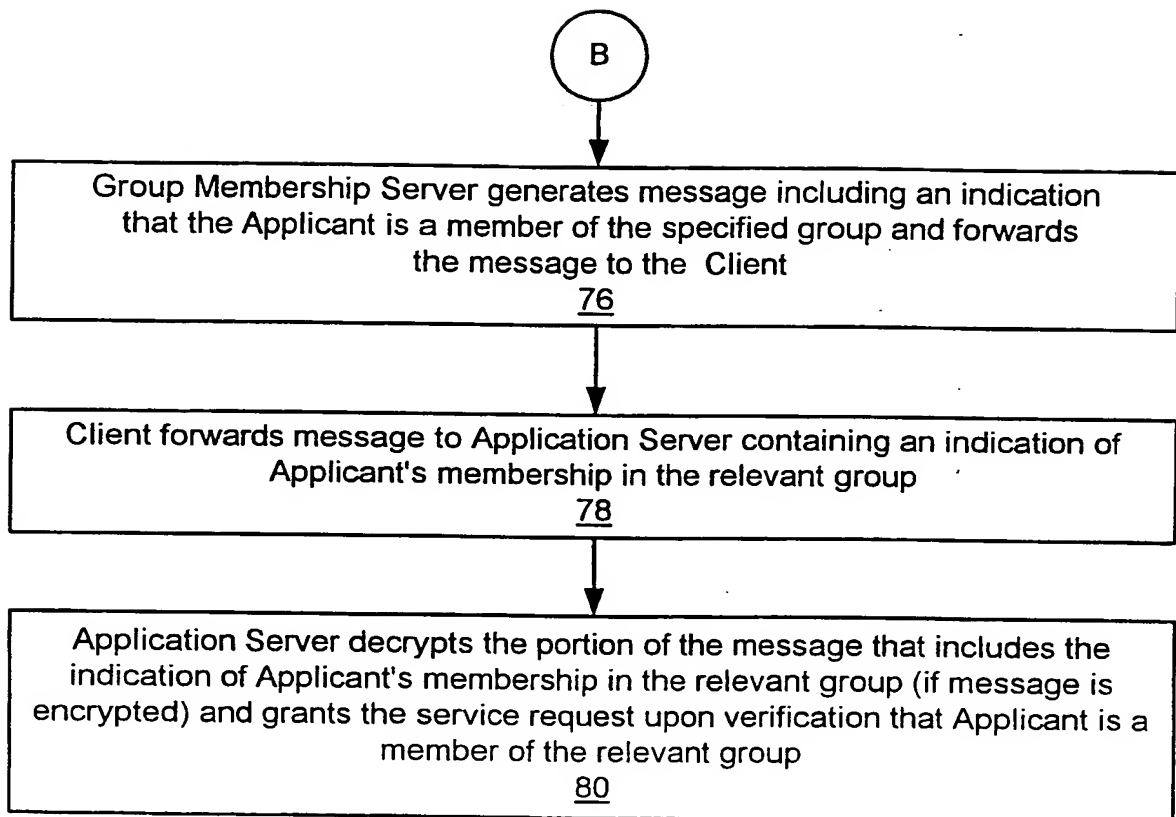 B
Group Membership Server generates message including an indication
that the Applicant is a member of the specified group and forwards
the message to the Client
76
Client forwards message to Application Server containing an indication of
Applicant's membership in the relevant group
78
Application Server decrypts the portion of the message that includes the
indication of Applicant's membership in the relevant group (if message is
encrypted) and grants the service request upon verification that Applicant is a
member of the relevant group
80